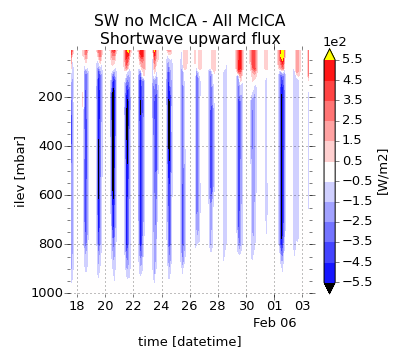 SW no McICA - All McICA
Shortwave upward flux
1e2
5.5
4.5
3.5
2.5
1.5
0.5
−0.5
−1.5
−2.5
−3.5
−4.5
−5.5
[W/m2]
ilev [mbar]
200
400
600
800
1000
18 20 22 24 26 28 30 01 03
Feb 06
time [datetime]